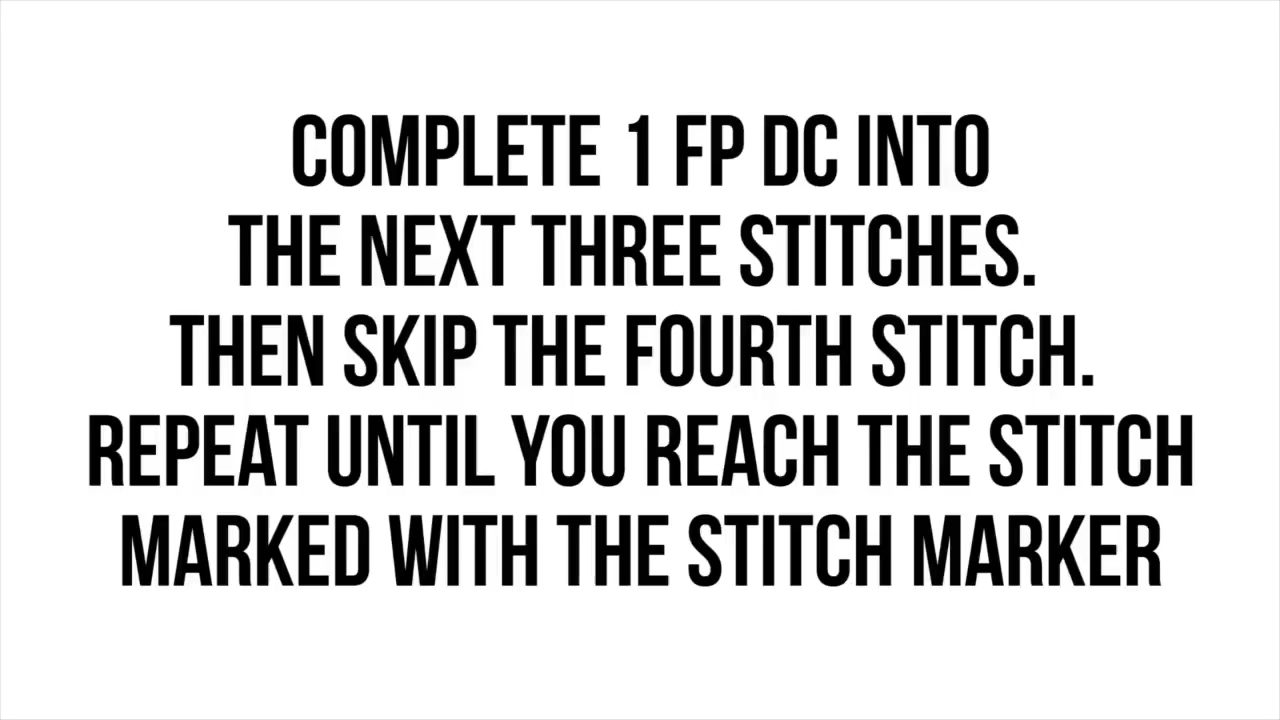 COMPLETE 1 FP DC INTO
THE NEXT THREE STITCHES.
THEN SKIP THE FOURTH STITCH.
REPEAT UNTIL YOU REACH THE STITCH
MARKED WITH THE STITCH MARKER